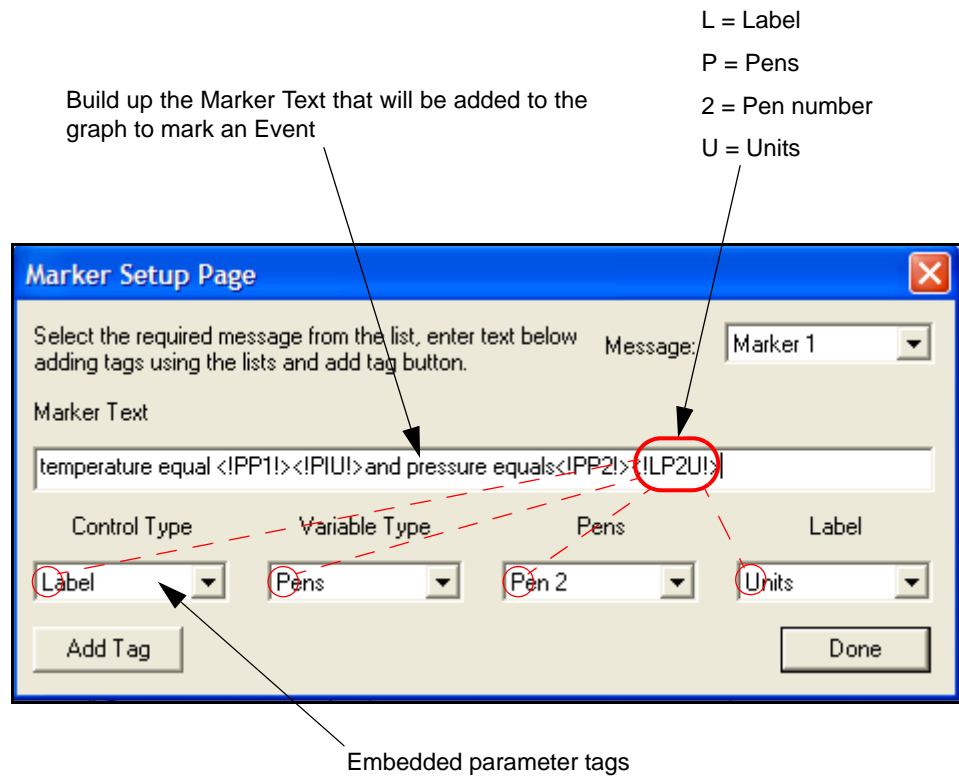 L = Label
P = Pens
2 = Pen number
U = Units
Build up the Marker Text that will be added to the
graph to mark an Event
Marker Setup Page
Select the required message from the list, enter text below
adding tags using the lists and add tag button.
Message:
Marker 1
Marker Text
temperature equal <!PP1!><!PIU!>and pressure equals<!PP2!><!LP2U!>
Control Type
Variable Type
Pens
Label
Label
Pens
Pen 2
Units
Add Tag
Done
Embedded parameter tags